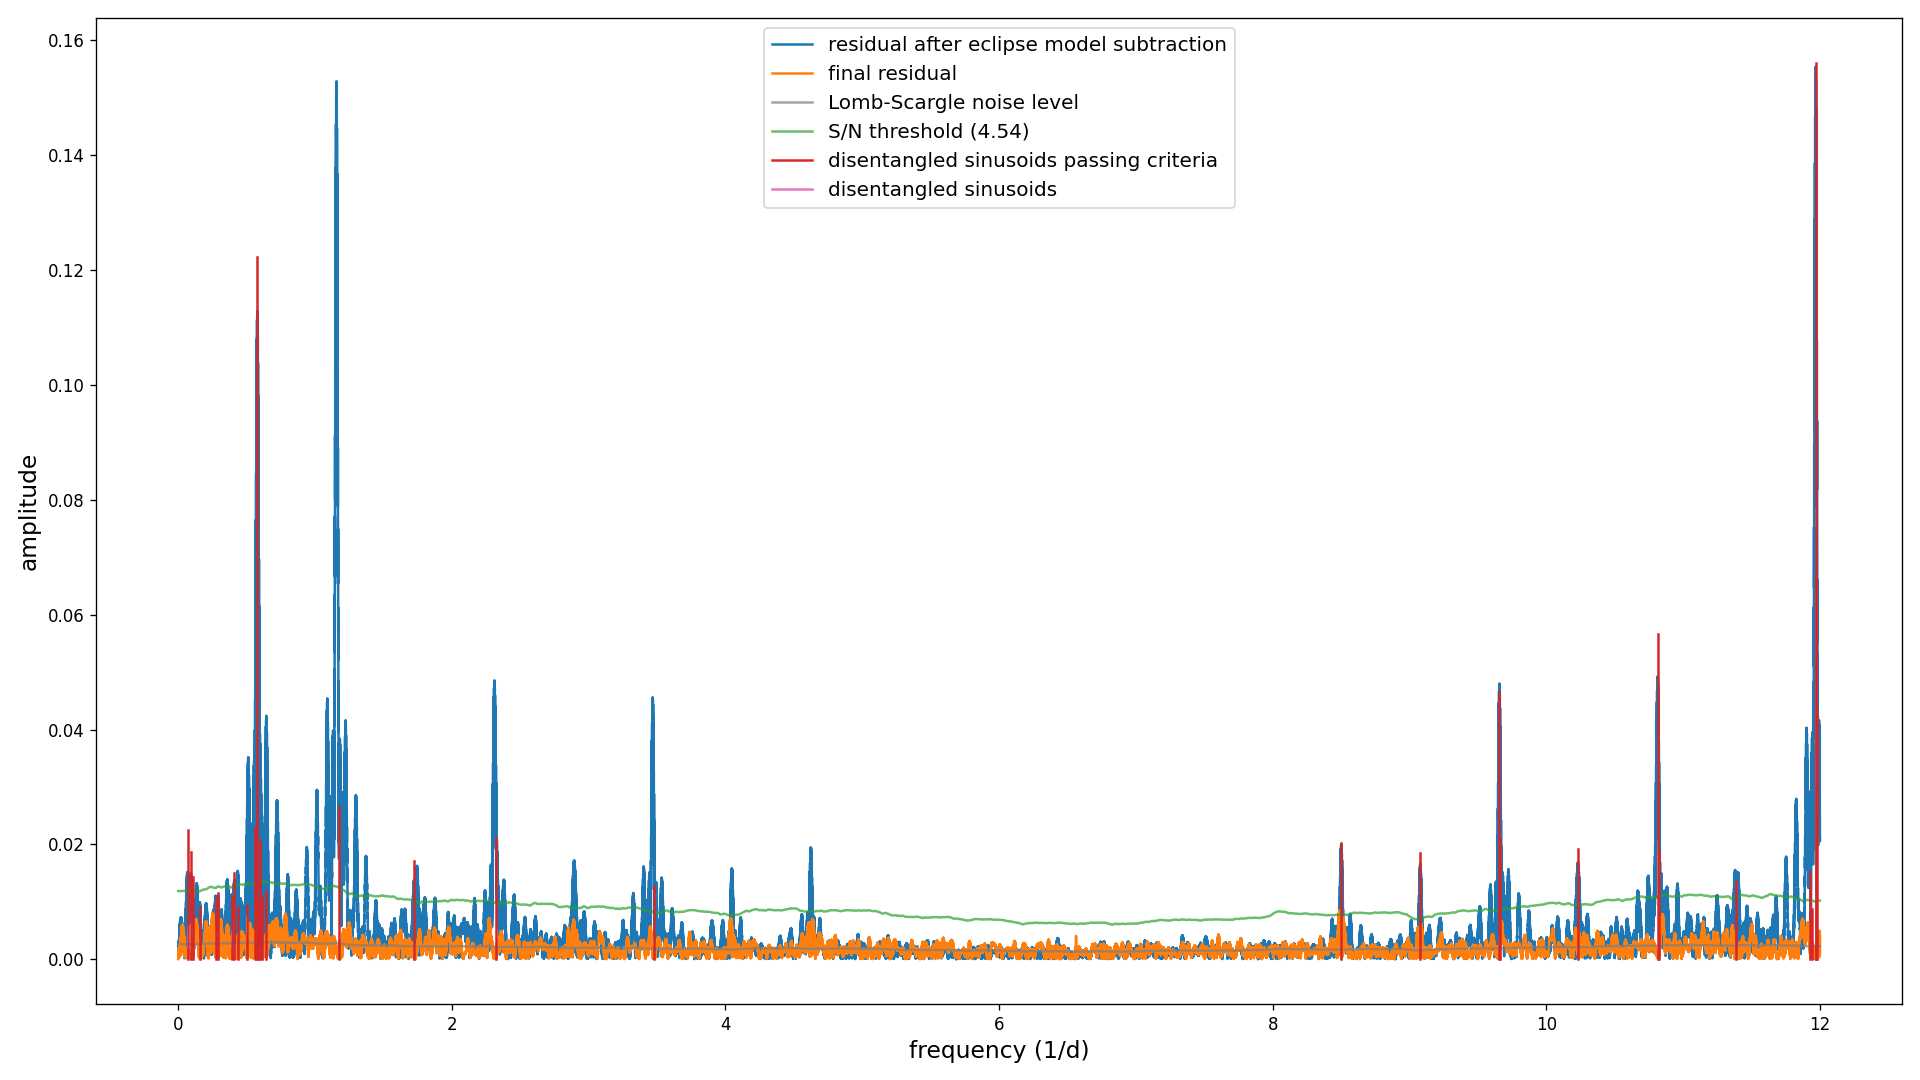 residual after eclipse model subtraction
final residual
Lomb-Scargle noise level
S/N threshold (4.54)
disentangled sinusoids passing criteria
disentangled sinusoids
amplitude
0.16
0.14
0.12
0.10
0.08
0.06
0.04
0.02
0.00
0 2 4 6 8 10 12
frequency (1/d)